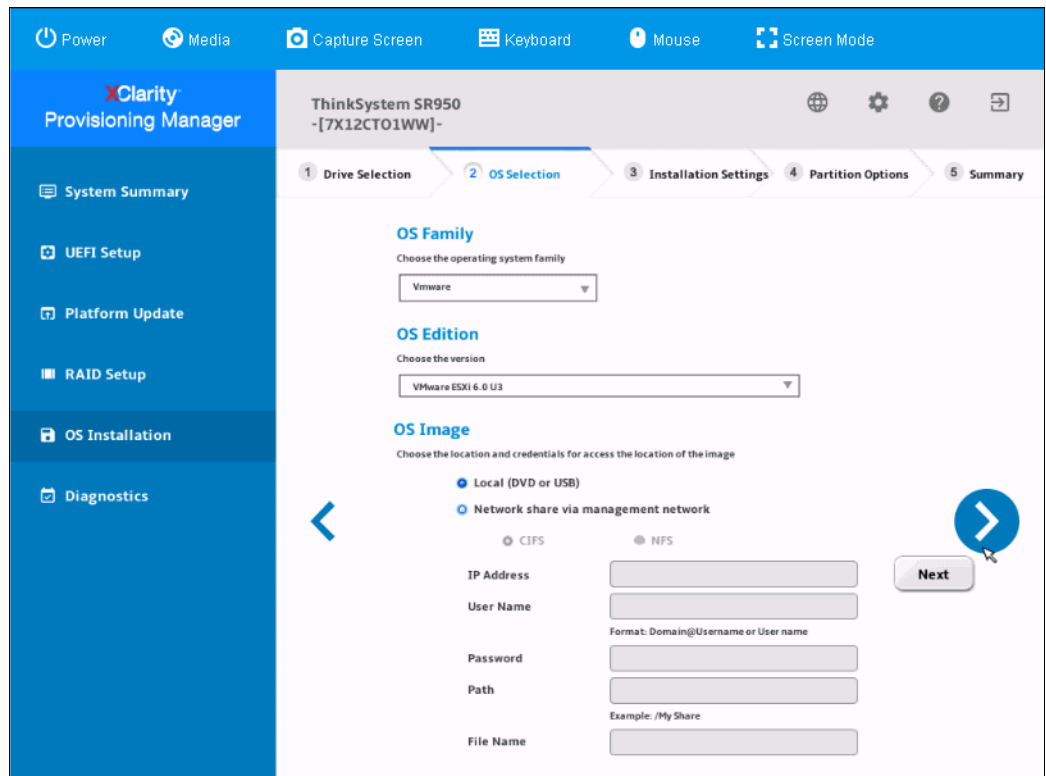 Power Media Capture Screen Keyboard Mouse Screen Mode
XClarity
Provisioning Manager
ThinkSystem SR950
-[7X12CTO1WW]-
System Summary
UEFI Setup
Platform Update
RAID Setup
OS Installation
Diagnostics
1 Drive Selection 2 OS Selection 3 Installation Settings 4 Partition Options 5 Summary
OS Family
Choose the operating system family
Vmware
OS Edition
Choose the version
VMware ESXi 6.0 U3
OS Image
Choose the location and credentials for access the location of the image
Local (DVD or USB)
Network share via management network
CIFS NFS
IP Address
User Name
Format: Domain@Username or User name
Password
Path
Example: /My Share
File Name
Next